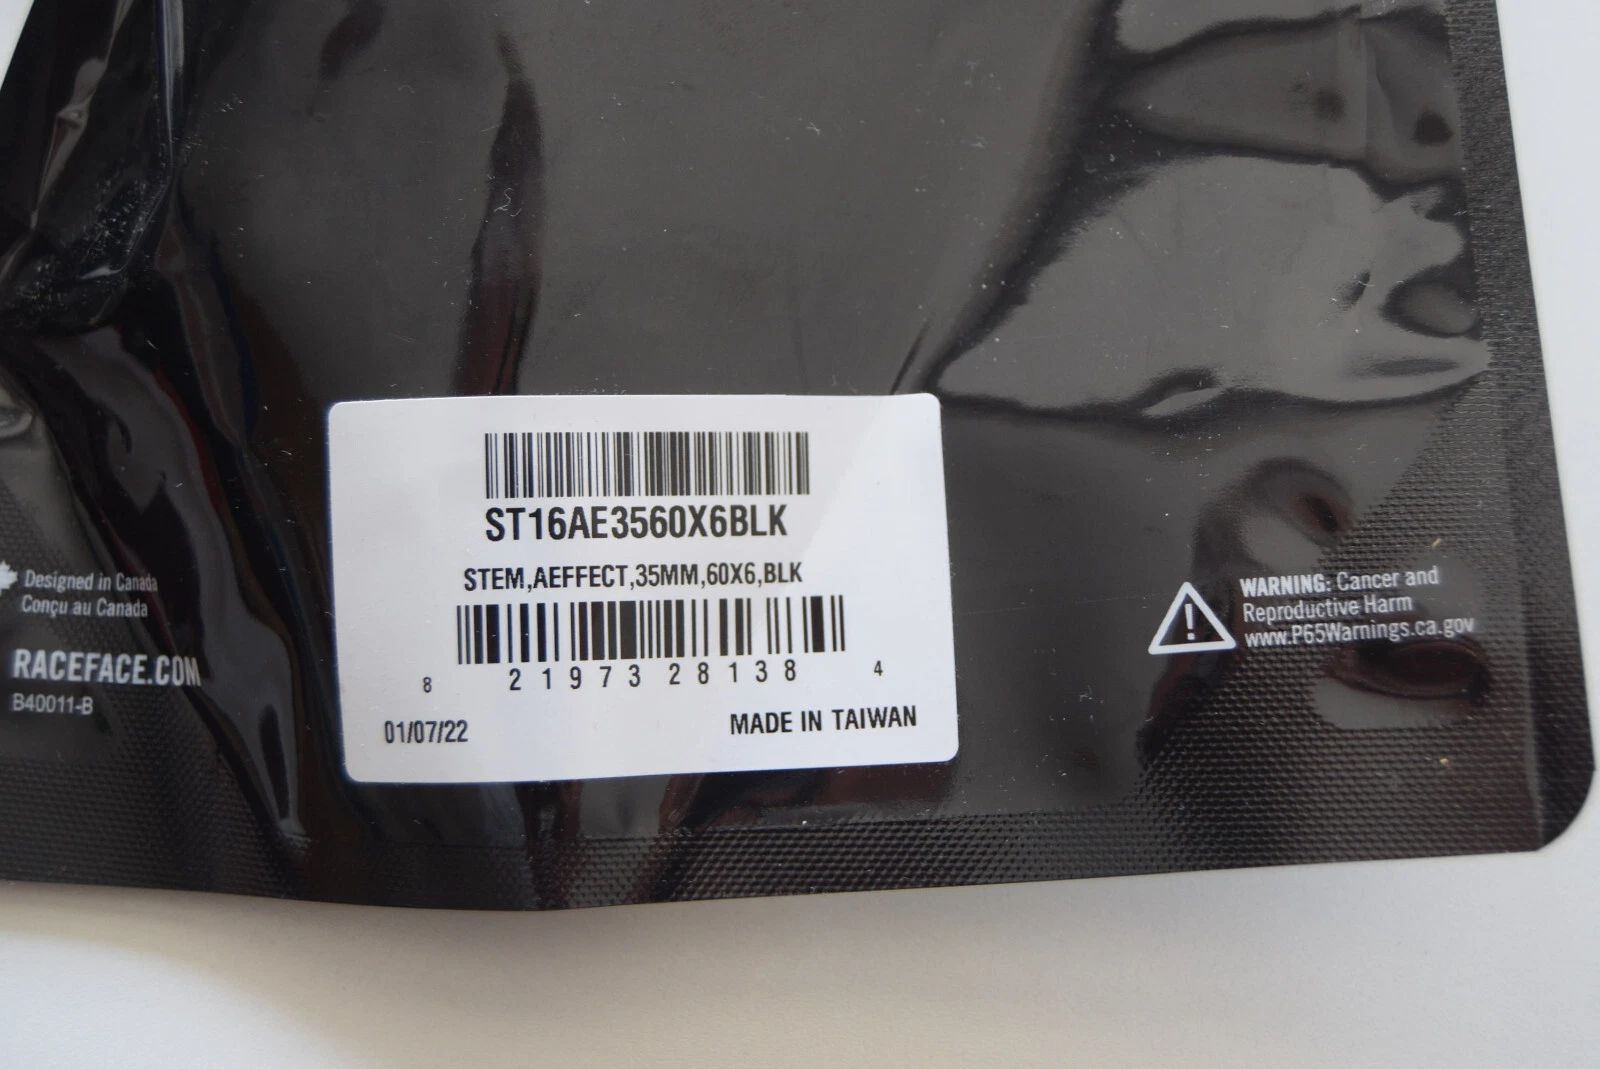 ST16AE3560X6BLK
STEM,AEFFECT,35MM,60X6,BLK
8 21973 28138 4
01/07/22
MADE IN TAIWAN
Designed in Canada
Conçu au Canada
RACEFACE.COM
B40011-B
WARNING: Cancer and
Reproductive Harm
www.P65Warnings.ca.gov